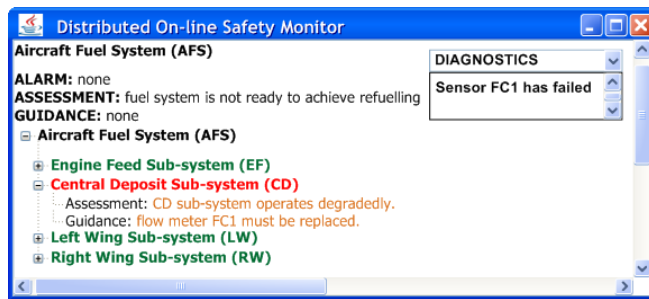 Distributed On-line Safety Monitor
Aircraft Fuel System (AFS)
DIAGNOSTICS
Sensor FC1 has failed
ALARM: none
ASSESSMENT: fuel system is not ready to achieve refuelling
GUIDANCE: none
Aircraft Fuel System (AFS)
Engine Feed Sub-system (EF)
Central Deposit Sub-system (CD)
Assessment: CD sub-system operates degradedly.
Guidance: flow meter FC1 must be replaced.
Left Wing Sub-system (LW)
Right Wing Sub-system (RW)